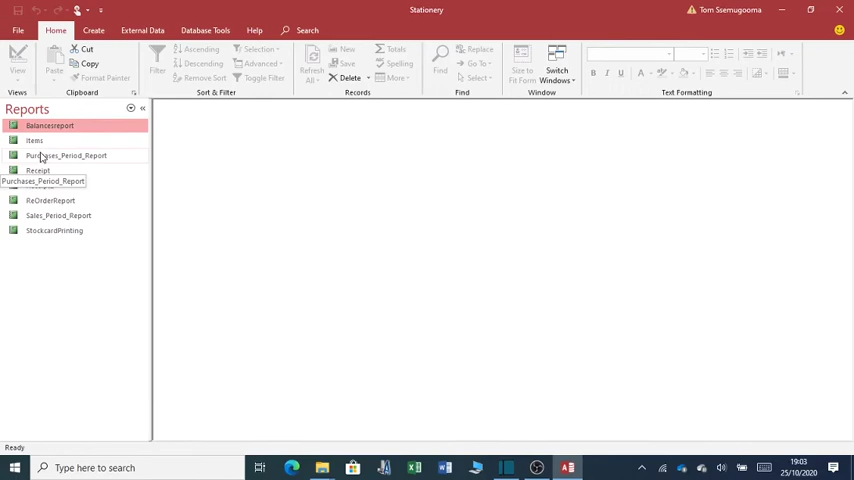 Stationery
Tom Ssemugooma
File Home Create External Data Database Tools Help Search
View
Views
Paste
Cut
Copy
Format Painter
Clipboard
Filter
Ascending
Descending
Remove Sort
Selection
Advanced
Toggle Filter
Sort & Filter
Refresh
All
New
Save
Delete
Totals
Spelling
More
Records
Find
Replace
Go To
Select
Find
Size to
Fit Form
Switch
Windows
Window
B I U A
Text Formatting
Reports
Balancesreport
Items
Purchases_Period_Report
Receipt
Purchases_Period_Report
ReOrderReport
Sales_Period_Report
StockcardPrinting
Ready
Type here to search
19:03
25/10/2020